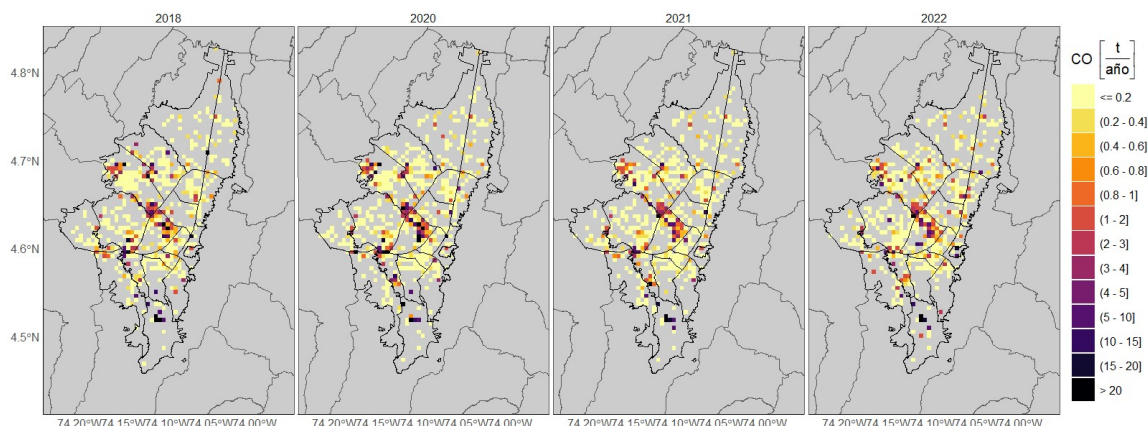 2018
2020
2021
2022
4.8°N
4.7°N
4.6°N
4.5°N
74.20°W74.15°W74.10°W74.05°W74.00°W
74.20°W74.15°W74.10°W74.05°W74.00°W
74.20°W74.15°W74.10°W74.05°W74.00°W
74.20°W74.15°W74.10°W74.05°W74.00°W
CO [t/año]
<= 0.2
(0.2 - 0.4]
(0.4 - 0.6]
(0.6 - 0.8]
(0.8 - 1]
(1 - 2]
(2 - 3]
(3 - 4]
(4 - 5]
(5 - 10]
(10 - 15]
(15 - 20]
> 20